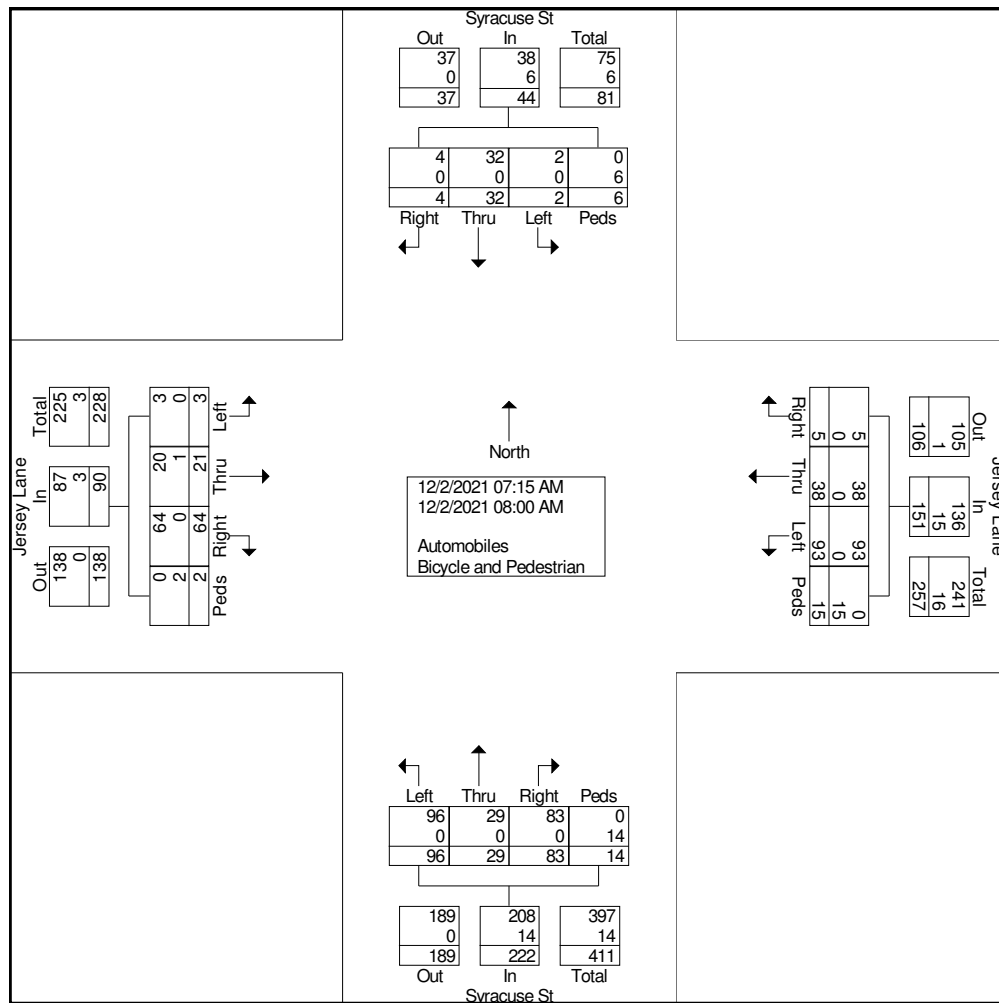 Syracuse St
Out In Total
37 38 75
0 6 6
37 44 81
4 32 2 0
0 0 0 6
4 32 2 6
Right Thru Left Peds
Jersey Lane
Out In Total
138 87 225
0 3 3
138 90 228
0 64 20 3
2 0 1 0
2 64 21 3
Peds Right Thru Left
North
12/2/2021 07:15 AM
12/2/2021 08:00 AM
Automobiles
Bicycle and Pedestrian
Jersey Lane
Out In Total
105 136 241
1 15 16
106 151 257
5 38 93 0
0 0 0 15
5 38 93 15
Right Thru Left Peds
Left Thru Right Peds
96 29 83 0
0 0 0 14
96 29 83 14
189 208 397
0 14 14
189 222 411
Out In Total
Syracuse St